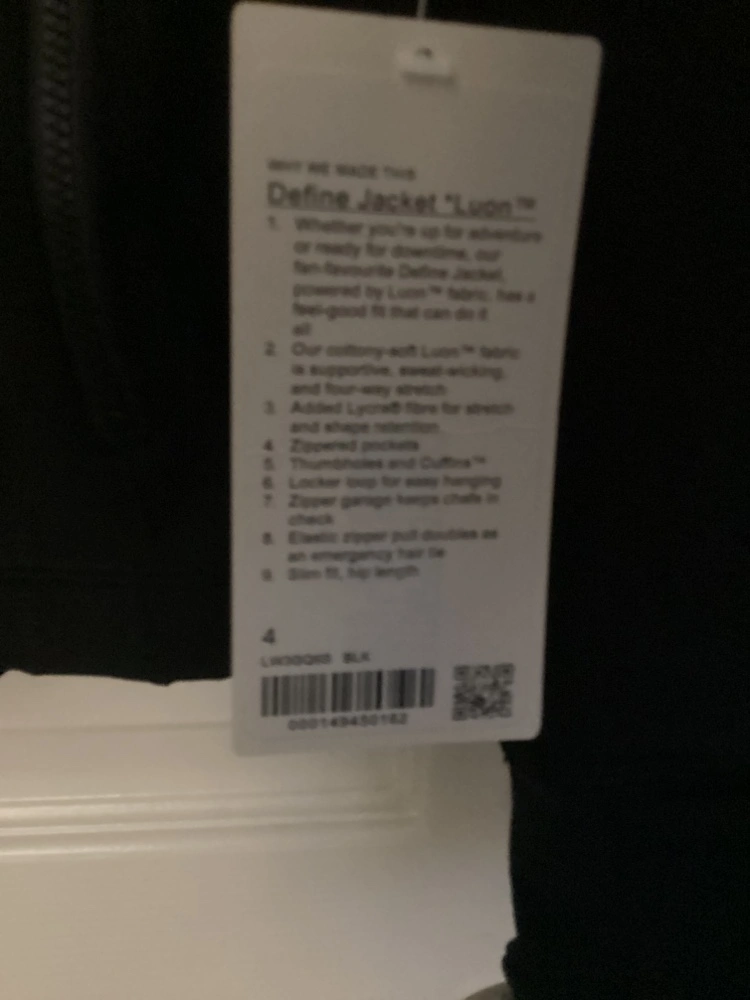 WHY WE MADE THIS
Define Jacket *Luon™
1. Whether you're up for adventure
or ready for downtime, our
fan-favourite Define Jacket,
powered by Luon™ fabric, has a
feel-good fit that can do it
all
2. Our cottony-soft Luon™ fabric
is supportive, sweat-wicking,
and four-way stretch
3. Added Lycra® fibre for stretch
and shape retention
4. Zippered pockets
5. Thumbholes and Cuffins™
6. Locker loop for easy hanging
7. Zipper garage keeps chafe in
check
8. Elastic zipper pull doubles as
an emergency hair tie
9. Slim fit, hip length
4
BLK
000149450162